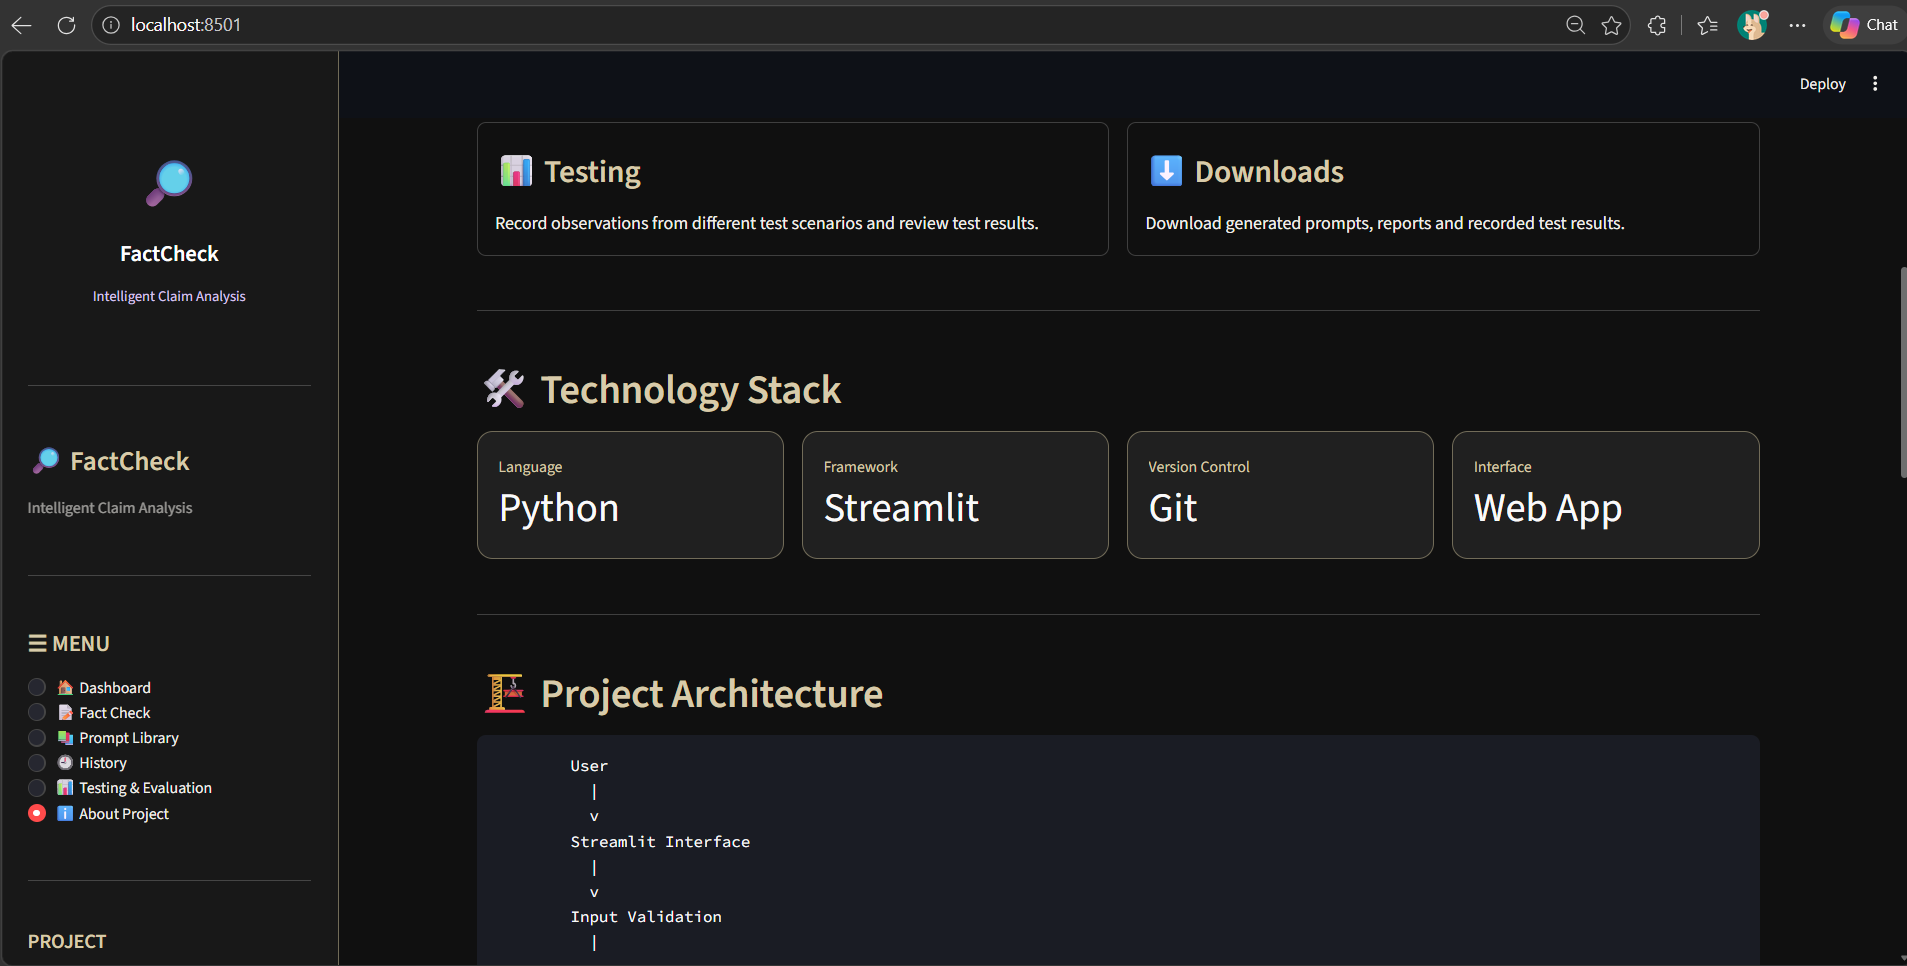 localhost:8501
Chat
Deploy
FactCheck
Intelligent Claim Analysis
FactCheck
Intelligent Claim Analysis
☰ MENU
Dashboard
Fact Check
Prompt Library
History
Testing & Evaluation
About Project
PROJECT
Testing
Record observations from different test scenarios and review test results.
Downloads
Download generated prompts, reports and recorded test results.
Technology Stack
Language
Python
Framework
Streamlit
Version Control
Git
Interface
Web App
Project Architecture
User
|
v
Streamlit Interface
|
v
Input Validation
|